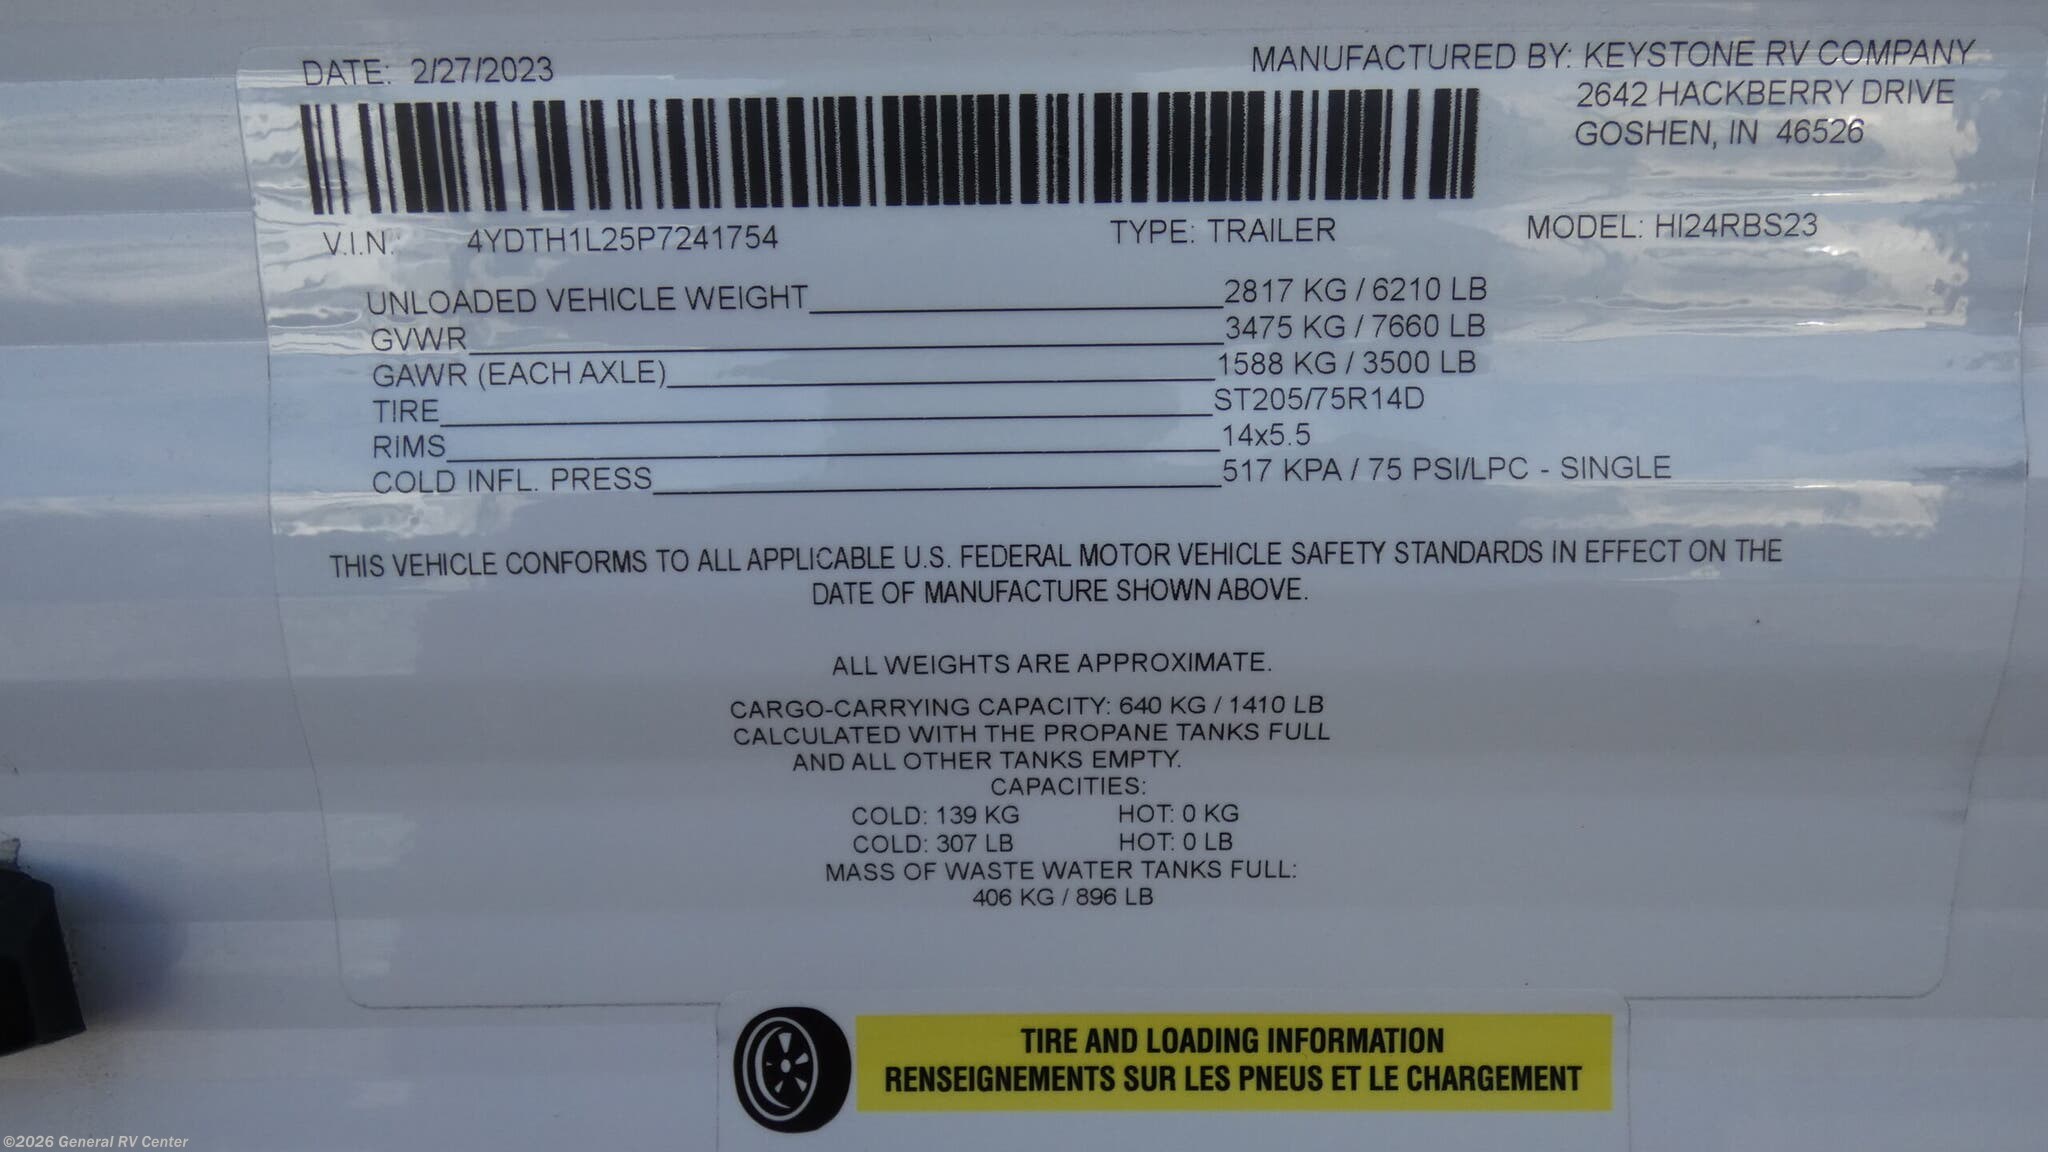 DATE: 2/27/2023
MANUFACTURED BY: KEYSTONE RV COMPANY
2642 HACKBERRY DRIVE
GOSHEN, IN 46526
V.I.N.: 4YDTH1L25P7241754 TYPE: TRAILER MODEL: HI24RBS23
UNLOADED VEHICLE WEIGHT 2817 KG / 6210 LB
GVWR 3475 KG / 7660 LB
GAWR (EACH AXLE) 1588 KG / 3500 LB
TIRE ST205/75R14D
RIMS 14x5.5
COLD INFL. PRESS 517 KPA / 75 PSI/LPC - SINGLE
THIS VEHICLE CONFORMS TO ALL APPLICABLE U.S. FEDERAL MOTOR VEHICLE SAFETY STANDARDS IN EFFECT ON THE
DATE OF MANUFACTURE SHOWN ABOVE.
ALL WEIGHTS ARE APPROXIMATE.
CARGO-CARRYING CAPACITY: 640 KG / 1410 LB
CALCULATED WITH THE PROPANE TANKS FULL
AND ALL OTHER TANKS EMPTY.
CAPACITIES:
COLD: 139 KG HOT: 0 KG
COLD: 307 LB HOT: 0 LB
MASS OF WASTE WATER TANKS FULL:
406 KG / 896 LB
TIRE AND LOADING INFORMATION
RENSEIGNEMENTS SUR LES PNEUS ET LE CHARGEMENT
©2026 General RV Center